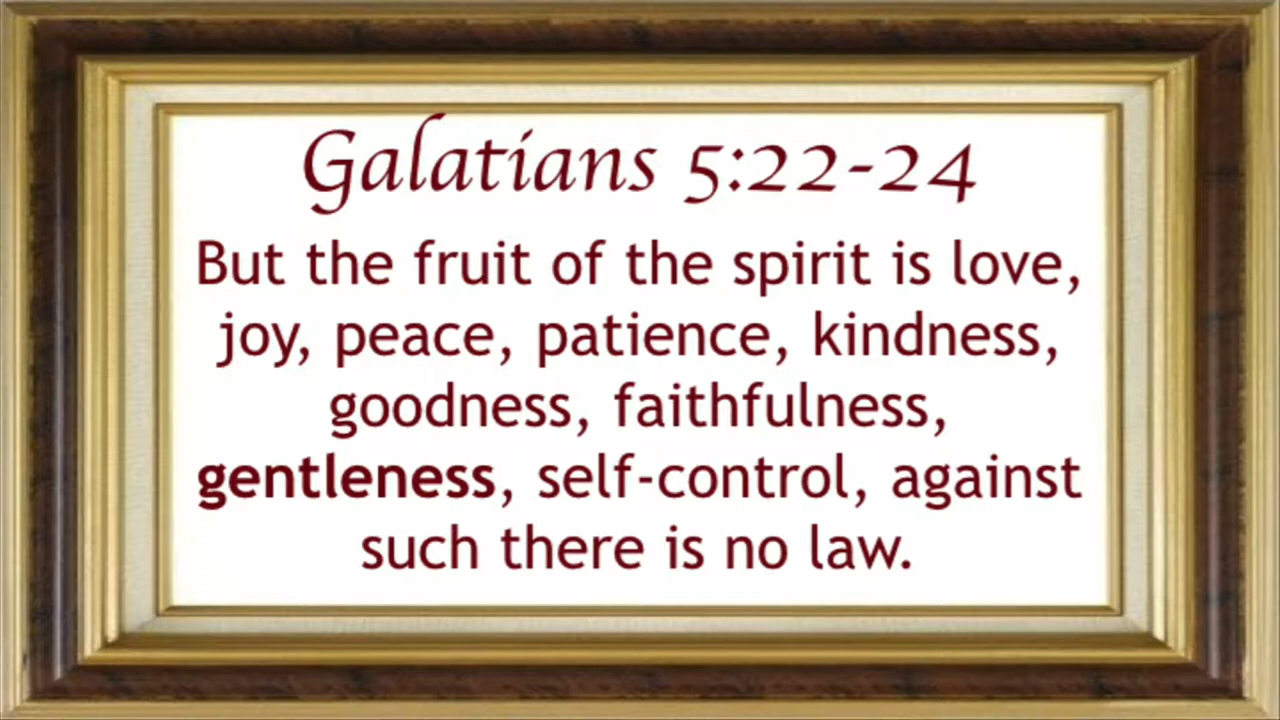 Galatians 5:22-24
But the fruit of the spirit is love,
joy, peace, patience, kindness,
goodness, faithfulness,
gentleness, self-control, against
such there is no law.